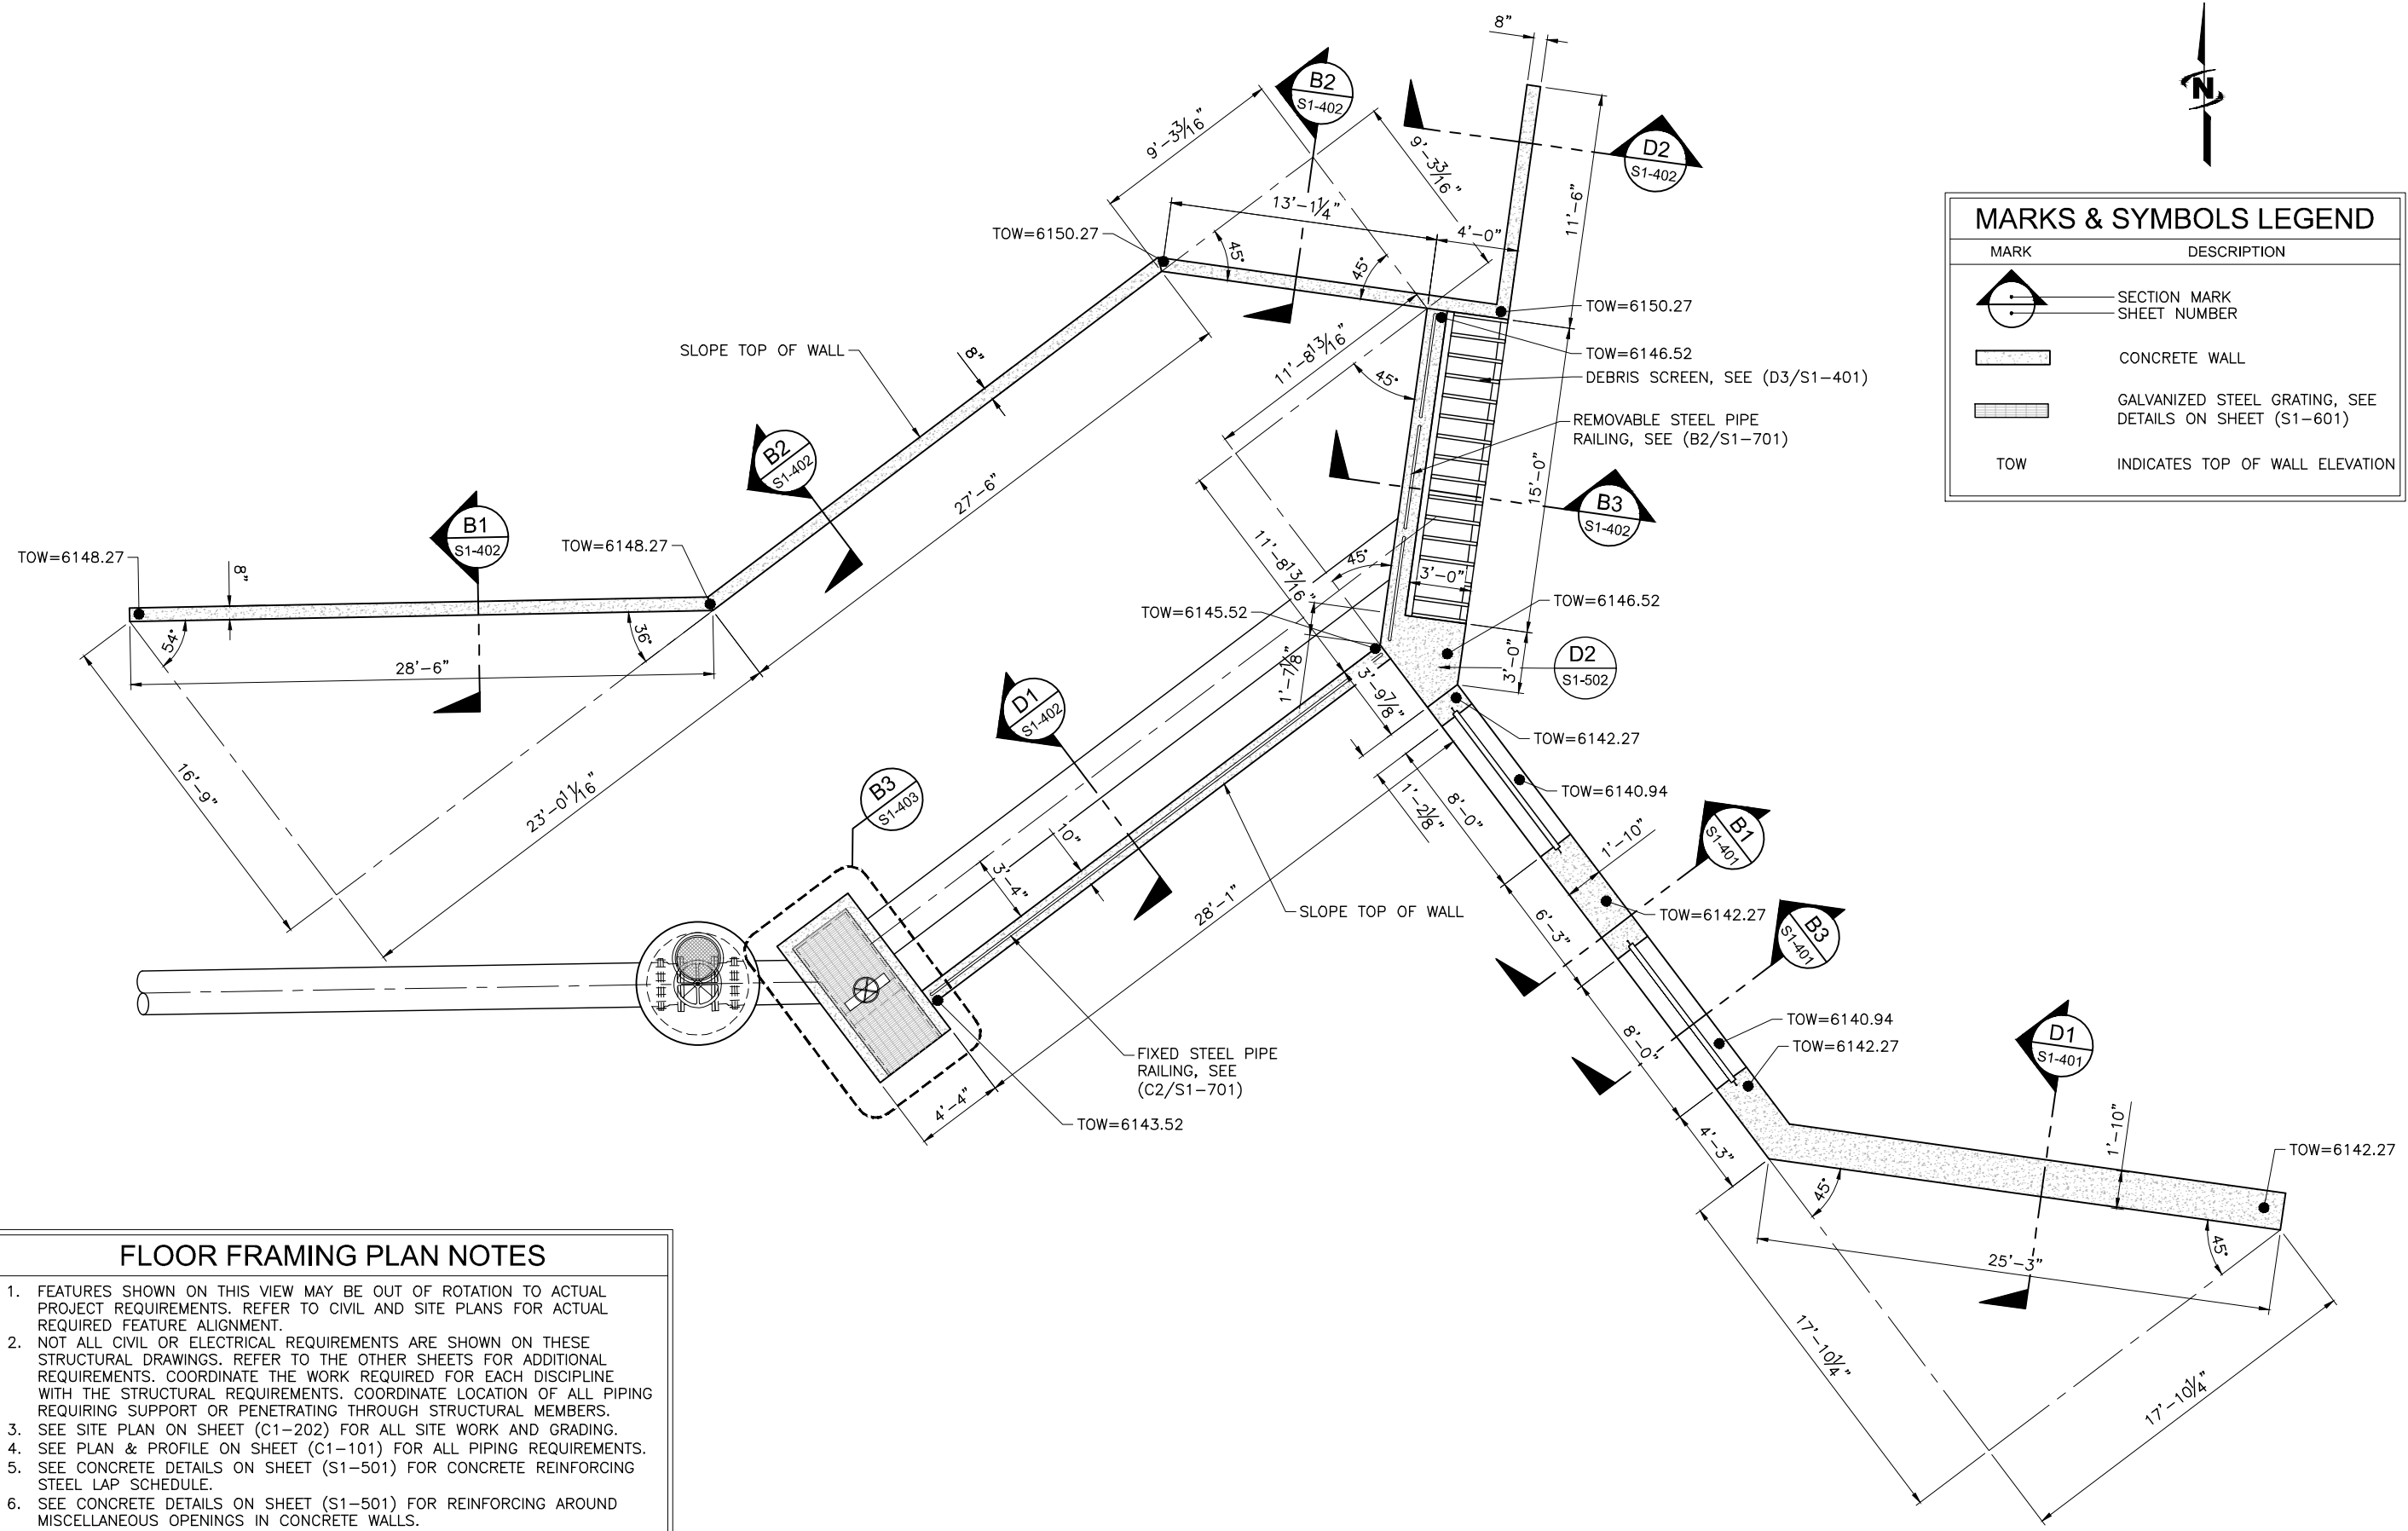 8”
B2
S1-402
9’-3 3/16”
9’-3 3/16”
D2
S1-402
N
MARKS & SYMBOLS LEGEND
MARK
DESCRIPTION
SECTION MARK
SHEET NUMBER
CONCRETE WALL
GALVANIZED STEEL GRATING, SEE
DETAILS ON SHEET (S1-601)
TOW
INDICATES TOP OF WALL ELEVATION
13’-1 1/4”
11’-6”
4’-0”
TOW=6150.27
45°
45°
TOW=6150.27
SLOPE TOP OF WALL
8”
11’-8 13/16”
TOW=6146.52
45°
DEBRIS SCREEN, SEE (D3/S1-401)
REMOVABLE STEEL PIPE
RAILING, SEE (B2/S1-701)
B2
S1-402
27’-6”
15’-0”
B3
S1-402
B1
S1-402
TOW=6148.27
TOW=6148.27
8”
11’-8 13/16”
45°
3’-0”
TOW=6146.52
TOW=6145.52
54°
36°
28’-6”
1’-7 1/8”
3’-9 7/8”
3’-0”
D2
S1-502
D1
S1-402
TOW=6142.27
16’-9”
23’-0 11/16”
B3
S1-403
1’-2 1/8”
8’-0”
TOW=6140.94
10”
3’-4”
28’-1”
1’-10”
B1
S1-401
SLOPE TOP OF WALL
TOW=6142.27
6’-3”
B3
S1-401
8’-0”
TOW=6140.94
TOW=6142.27
D1
S1-401
FIXED STEEL PIPE
RAILING, SEE
(C2/S1-701)
4’-4”
TOW=6143.52
4’-3”
1’-10”
TOW=6142.27
45°
45°
25’-3”
17’-10 1/4”
17’-10 1/4”
FLOOR FRAMING PLAN NOTES
1. FEATURES SHOWN ON THIS VIEW MAY BE OUT OF ROTATION TO ACTUAL
PROJECT REQUIREMENTS. REFER TO CIVIL AND SITE PLANS FOR ACTUAL
REQUIRED FEATURE ALIGNMENT.
2. NOT ALL CIVIL OR ELECTRICAL REQUIREMENTS ARE SHOWN ON THESE
STRUCTURAL DRAWINGS. REFER TO THE OTHER SHEETS FOR ADDITIONAL
REQUIREMENTS. COORDINATE THE WORK REQUIRED FOR EACH DISCIPLINE
WITH THE STRUCTURAL REQUIREMENTS. COORDINATE LOCATION OF ALL PIPING
REQUIRING SUPPORT OR PENETRATING THROUGH STRUCTURAL MEMBERS.
3. SEE SITE PLAN ON SHEET (C1-202) FOR ALL SITE WORK AND GRADING.
4. SEE PLAN & PROFILE ON SHEET (C1-101) FOR ALL PIPING REQUIREMENTS.
5. SEE CONCRETE DETAILS ON SHEET (S1-501) FOR CONCRETE REINFORCING
STEEL LAP SCHEDULE.
6. SEE CONCRETE DETAILS ON SHEET (S1-501) FOR REINFORCING AROUND
MISCELLANEOUS OPENINGS IN CONCRETE WALLS.